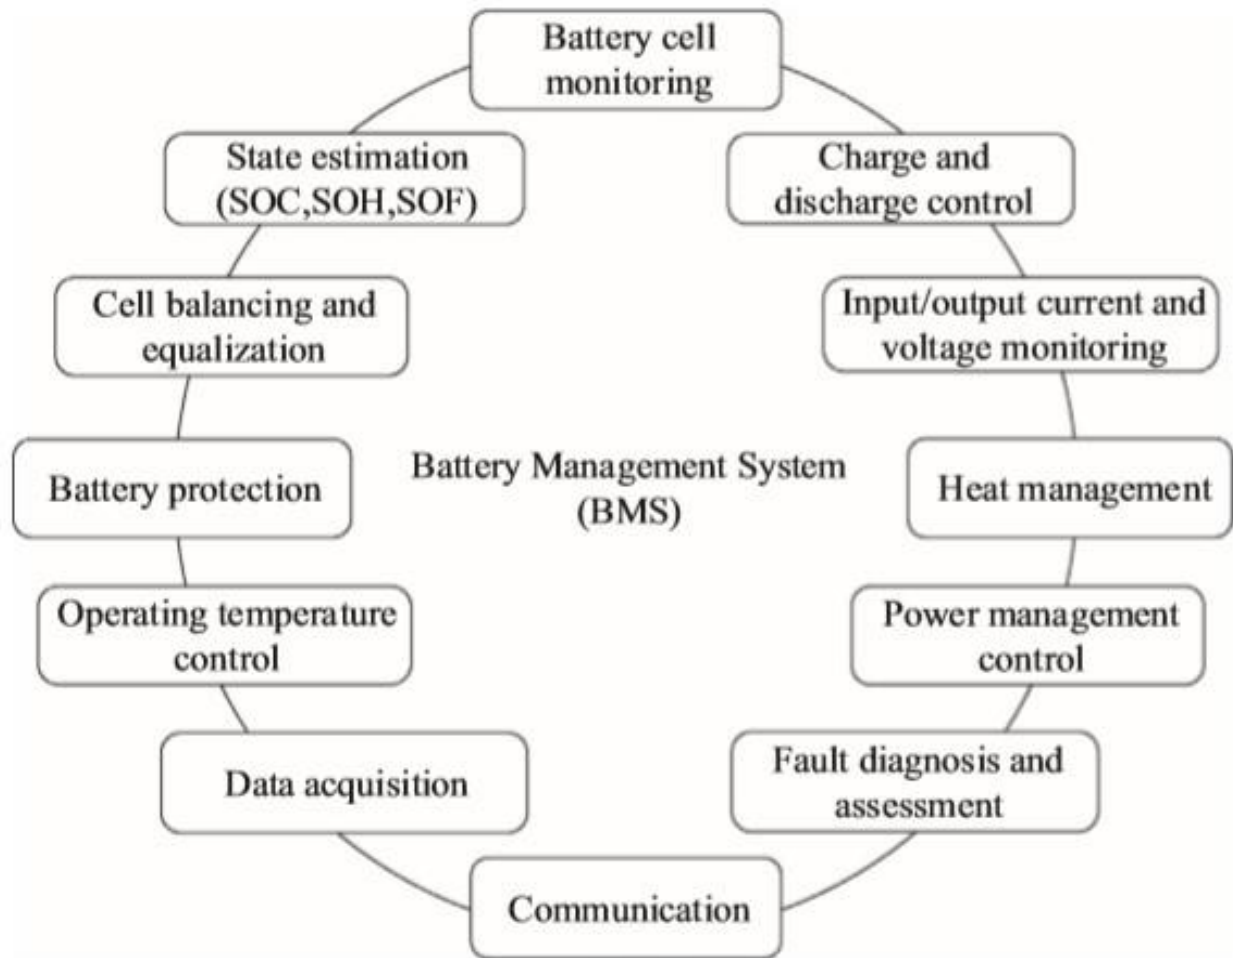 Battery cell
monitoring
State estimation
(SOC,SOH,SOF)
Charge and
discharge control
Cell balancing and
equalization
Input/output current and
voltage monitoring
Battery protection
Battery Management System
(BMS)
Heat management
Operating temperature
control
Power management
control
Data acquisition
Fault diagnosis and
assessment
Communication